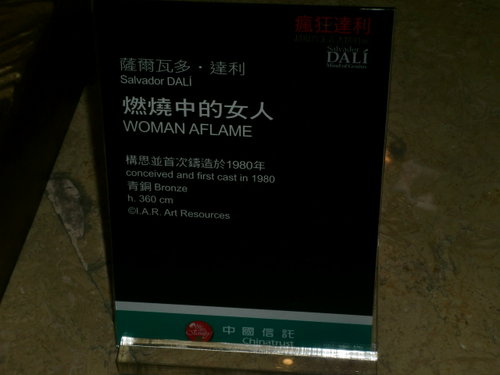 瘋狂達利
Salvador
DALÍ
薩爾瓦多・達利
Salvador DALÍ
燃燒中的女人
WOMAN AFLAME
構思並首次鑄造於1980年
conceived and first cast in 1980
青銅 Bronze
h. 360 cm
©I.A.R. Art Resources
中國信託
Chinatrust